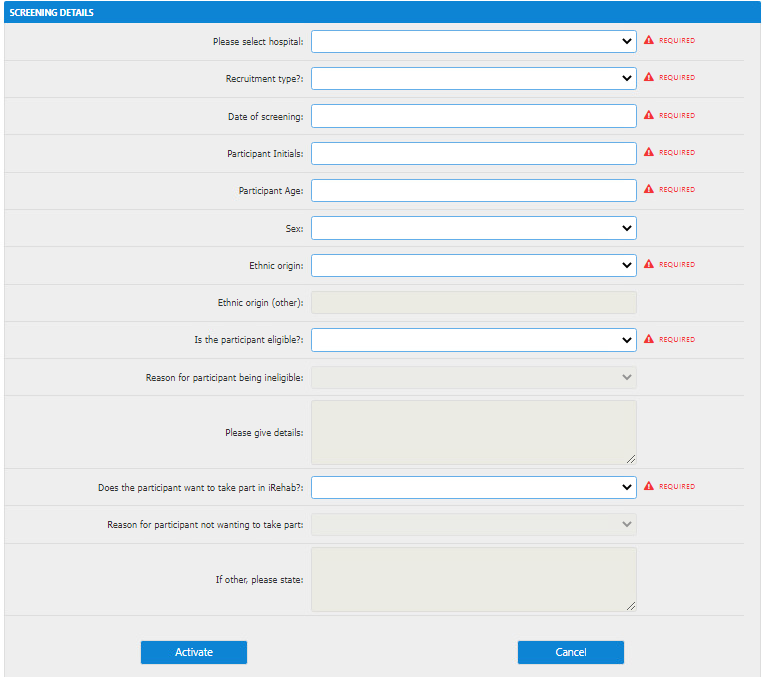 SCREENING DETAILS
Please select hospital: REQUIRED
Recruitment type?: REQUIRED
Date of screening: REQUIRED
Participant Initials: REQUIRED
Participant Age: REQUIRED
Sex:
Ethnic origin: REQUIRED
Ethnic origin (other):
Is the participant eligible?: REQUIRED
Reason for participant being ineligible:
Please give details:
Does the participant want to take part in iRehab?: REQUIRED
Reason for participant not wanting to take part:
If other, please state:
Activate Cancel